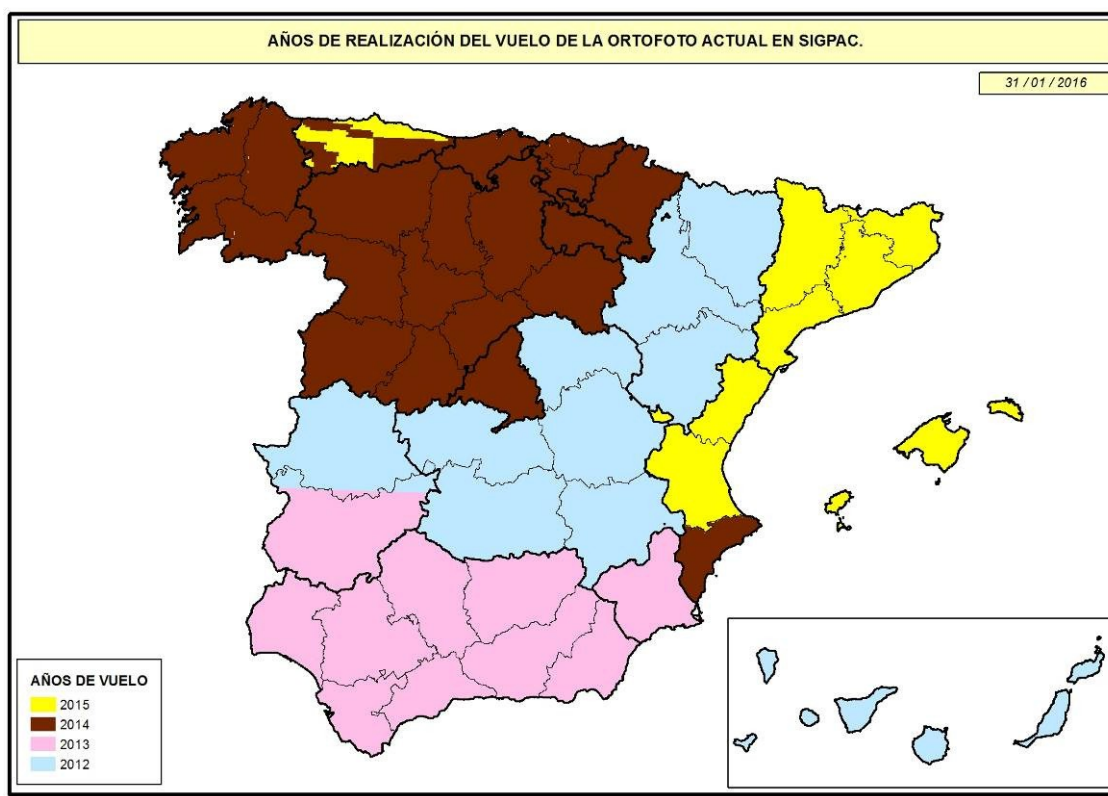 AÑOS DE REALIZACIÓN DEL VUELO DE LA ORTOFOTO ACTUAL EN SIGPAC.
31 / 01 / 2016
AÑOS DE VUELO
2015
2014
2013
2012